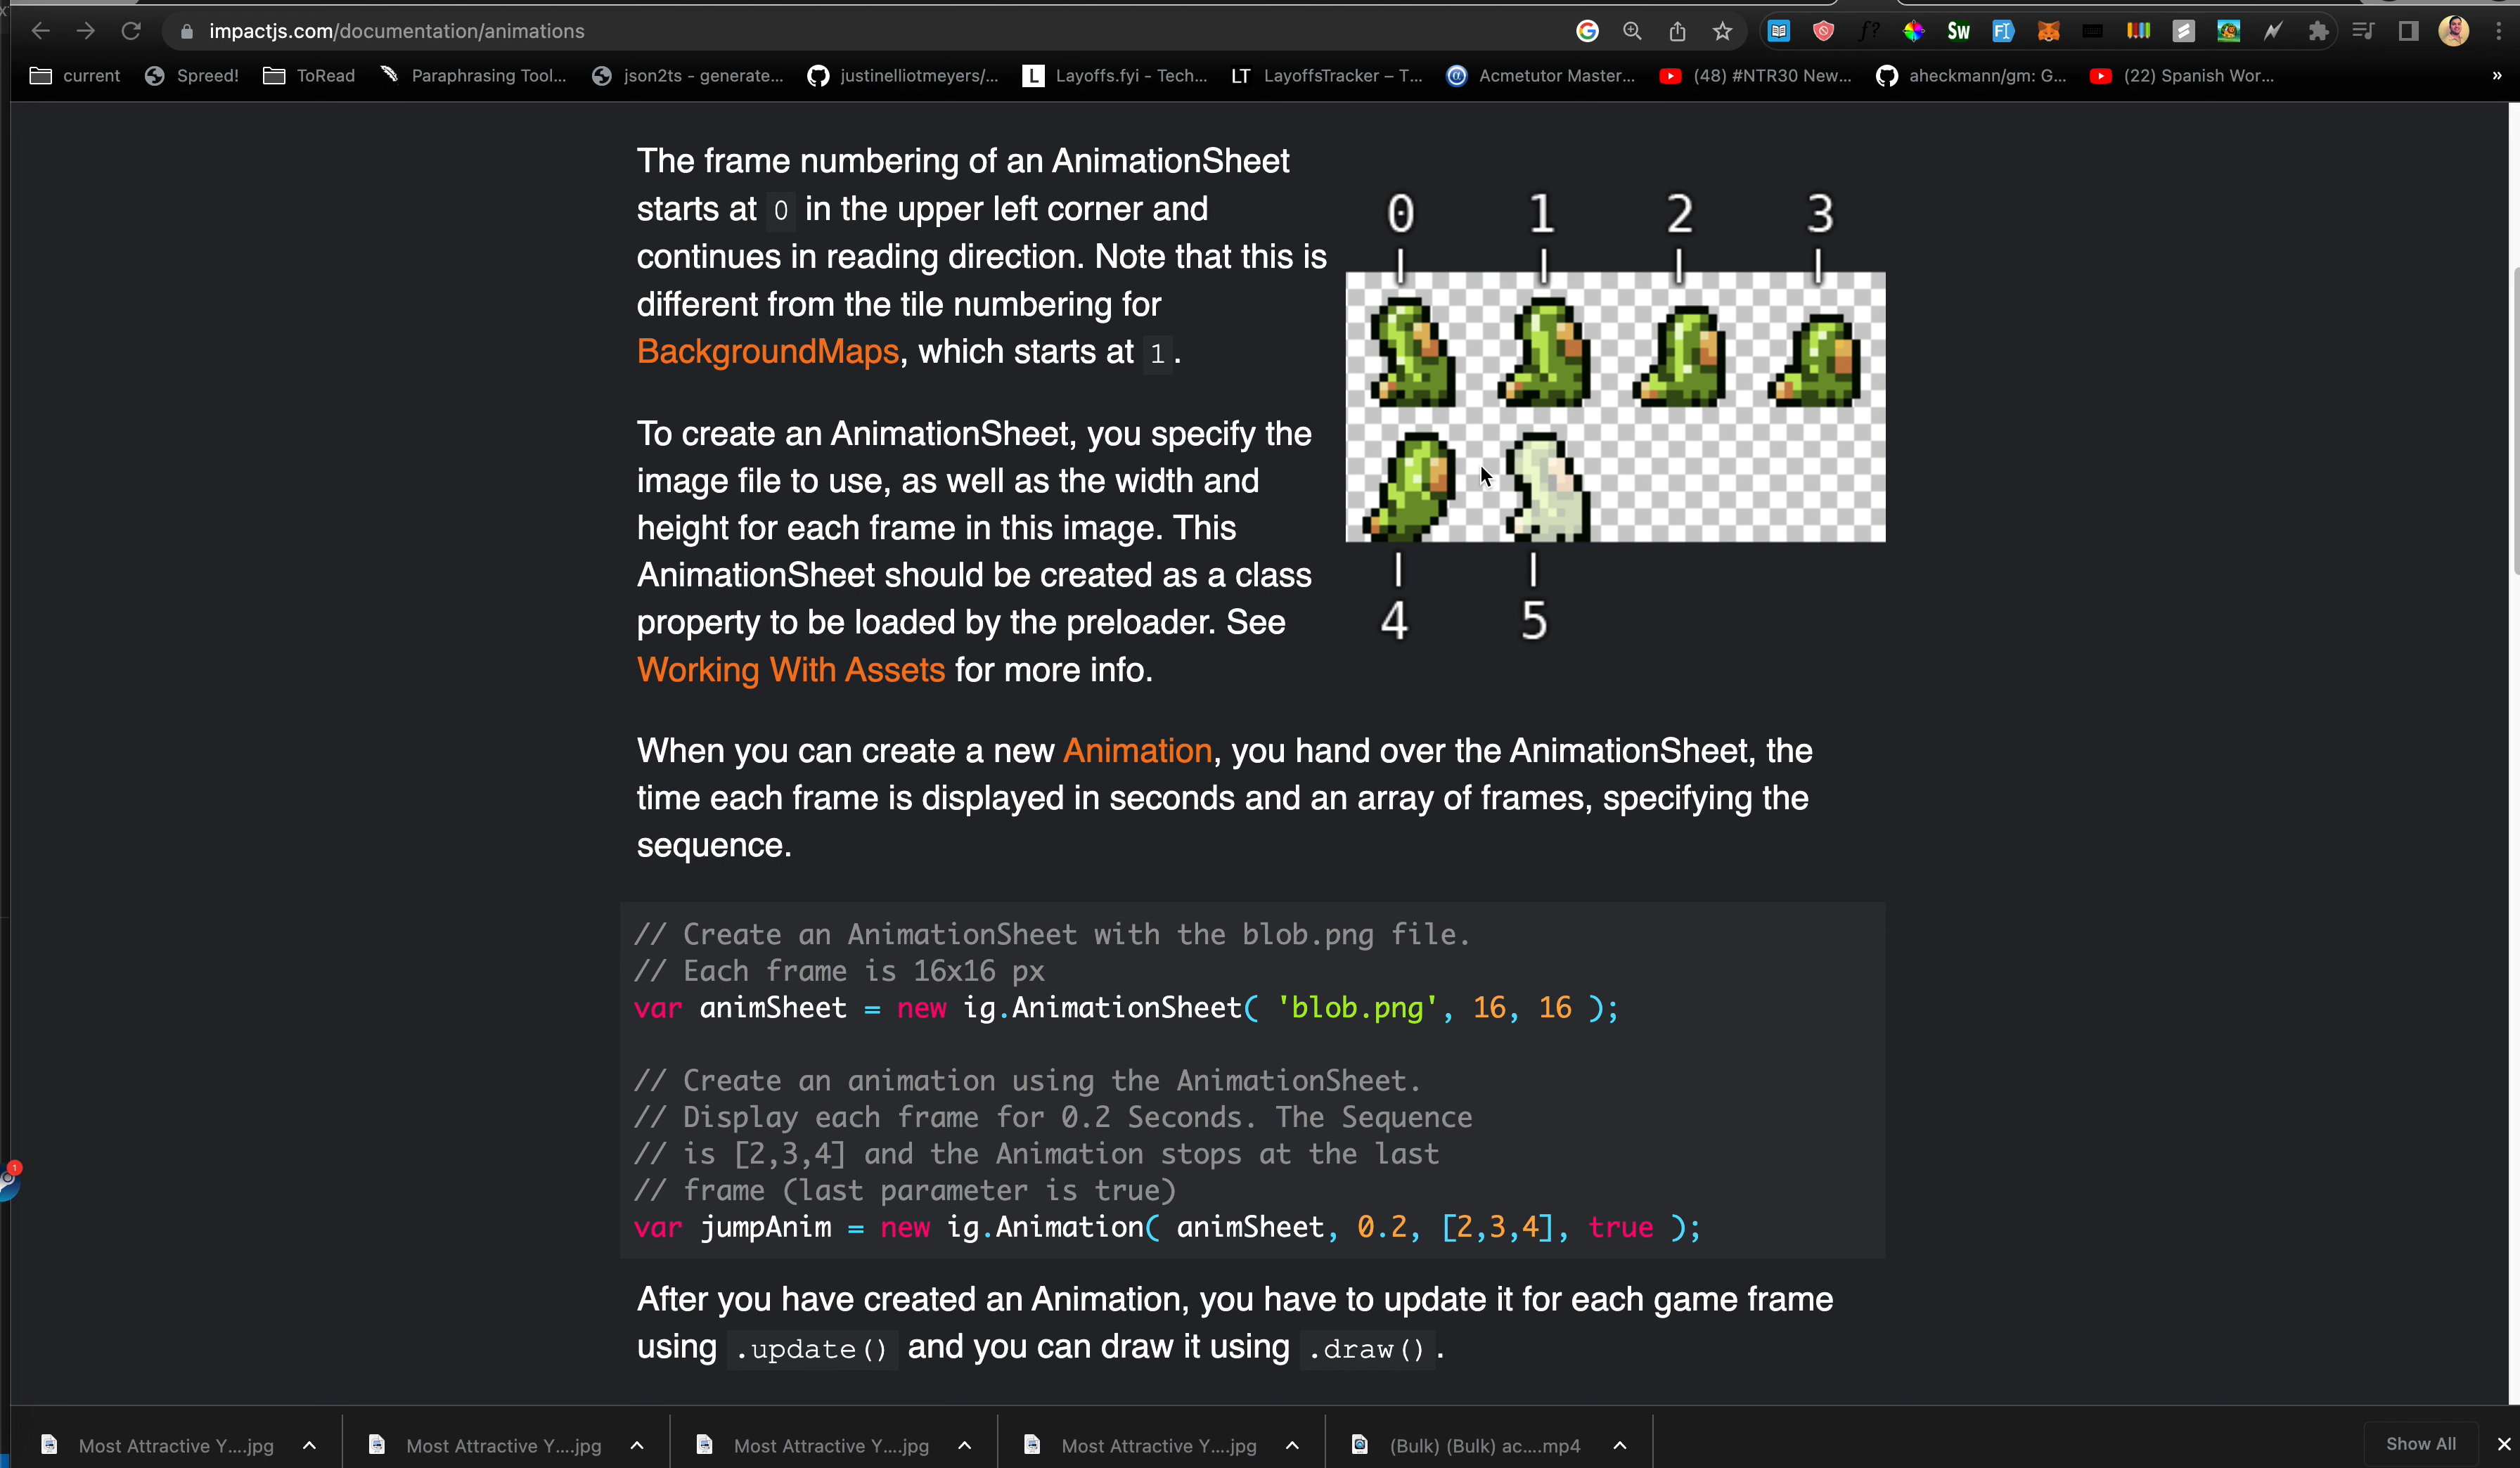 impactjs.com/documentation/animations
current Spreed! ToRead Paraphrasing Tool... json2ts - generate... justinelliotmeyers/... Layoffs.fyi - Tech... LT LayoffsTracker – T... Acmetutor Master... (48) #NTR30 New... aheckmann/gm: G... (22) Spanish Wor... »
The frame numbering of an AnimationSheet
starts at 0 in the upper left corner and
continues in reading direction. Note that this is
different from the tile numbering for
BackgroundMaps, which starts at 1.
0 1 2 3
4 5
To create an AnimationSheet, you specify the
image file to use, as well as the width and
height for each frame in this image. This
AnimationSheet should be created as a class
property to be loaded by the preloader. See
Working With Assets for more info.
When you can create a new Animation, you hand over the AnimationSheet, the
time each frame is displayed in seconds and an array of frames, specifying the
sequence.
// Create an AnimationSheet with the blob.png file.
// Each frame is 16x16 px
var animSheet = new ig.AnimationSheet( 'blob.png', 16, 16 );
// Create an animation using the AnimationSheet.
// Display each frame for 0.2 Seconds. The Sequence
// is [2,3,4] and the Animation stops at the last
// frame (last parameter is true)
var jumpAnim = new ig.Animation( animSheet, 0.2, [2,3,4], true );
After you have created an Animation, you have to update it for each game frame
using .update() and you can draw it using .draw().
Most Attractive Y....jpg Most Attractive Y....jpg Most Attractive Y....jpg Most Attractive Y....jpg (Bulk) (Bulk) ac....mp4 Show All